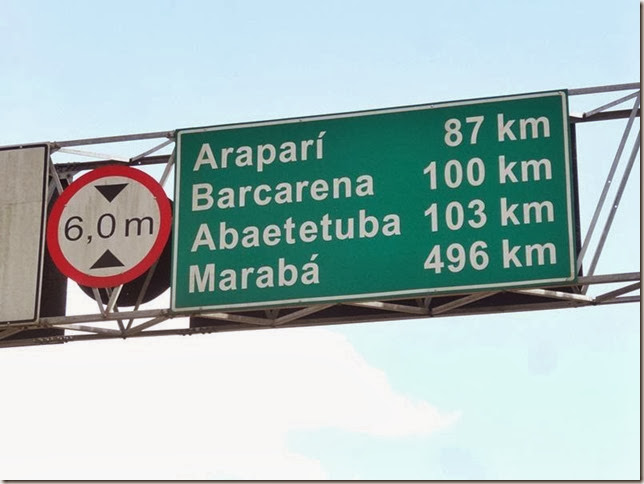 6,0 m
Araparí 87 km
Barcarena 100 km
Abaetetuba 103 km
Marabá 496 km